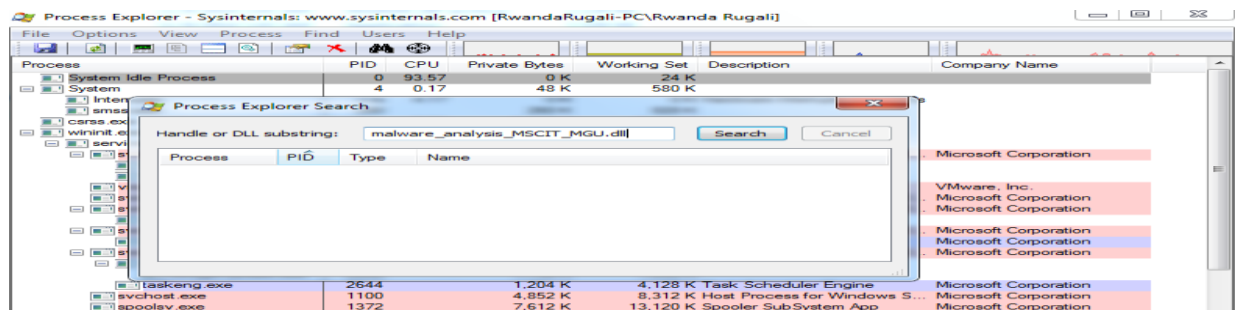 Process Explorer - Sysinternals: www.sysinternals.com [RwandaRugali-PC\Rwanda Rugali]
File Options View Process Find Users Help
Process PID CPU Private Bytes Working Set Description Company Name
System Idle Process 0 93.57 0 K 24 K
System 4 0.17 48 K 580 K
Process Explorer Search
csrss.ex
wininit.e
Handle or DLL substring: malware_analysis_MSCIT_MGU.dll Search Cancel
servi
Process PID Type Name
Microsoft Corporation
VMware, Inc.
Microsoft Corporation
Microsoft Corporation
Microsoft Corporation
Microsoft Corporation
Microsoft Corporation
taskeng.exe 2644 1,204 K 4,128 K Task Scheduler Engine Microsoft Corporation
svchost.exe 1100 4,852 K 8,312 K Host Process for Windows S... Microsoft Corporation
spoolsv.exe 1372 7,612 K 13,120 K Spooler SubSystem App Microsoft Corporation